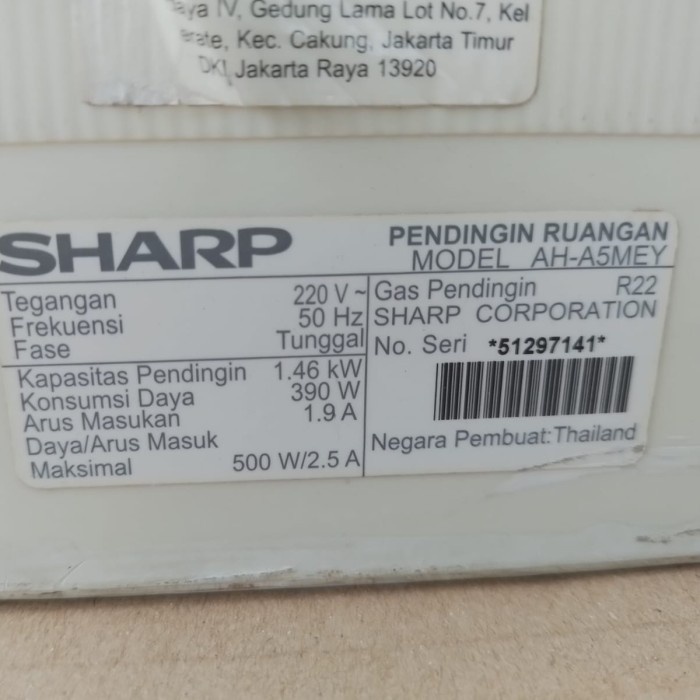 IV, Gedung Lama Lot No.7, Kel
Kec. Cakung, Jakarta Timur
DKI Jakarta Raya 13920
SHARP
PENDINGIN RUANGAN
MODEL AH-A5MEY
Tegangan 220 V ~
Frekuensi 50 Hz
Fase Tunggal
Kapasitas Pendingin 1.46 kW
Konsumsi Daya 390 W
Arus Masukan 1.9 A
Daya/Arus Masuk
Maksimal 500 W/2.5 A
Gas Pendingin R22
SHARP CORPORATION
No. Seri *51297141*
Negara Pembuat: Thailand